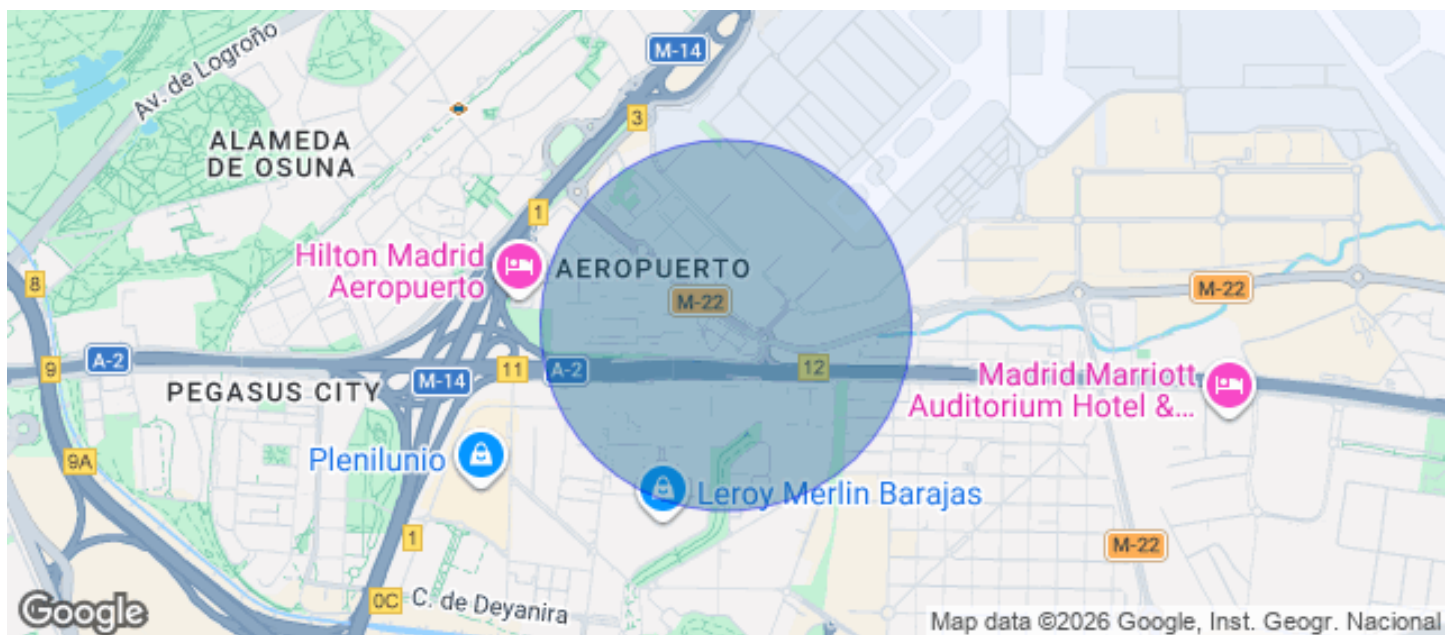 M-14
Av. de Logroño
3
ALAMEDA
DE OSUNA
1
Hilton Madrid
Aeropuerto
AEROPUERTO
8
M-22
M-22
A-2
9
11
A-2
12
M-14
PEGASUS CITY
Madrid Marriott
Auditorium Hotel &...
9A
Plenilunio
Leroy Merlin Barajas
1
M-22
0C
C. de Deyanira
Google
Map data ©2026 Google, Inst. Geogr. Nacional